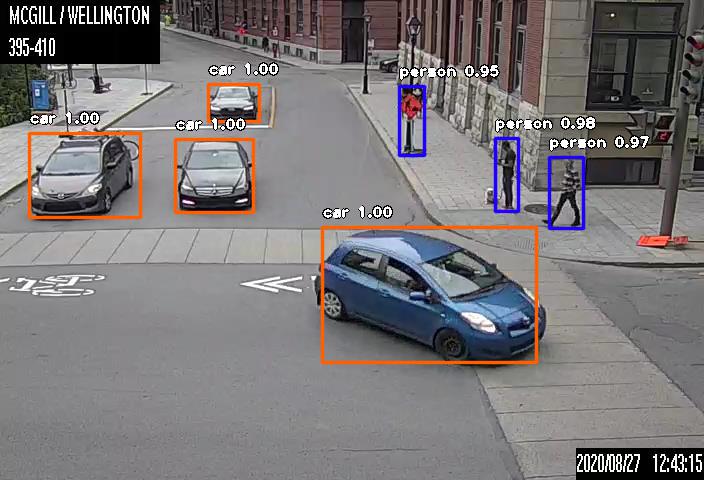 MCGILL / WELLINGTON
395-410
car 1.00
person 0.95
car 1.00
car 1.00
person 0.98
person 0.97
car 1.00
2020/08/27 12:43:15